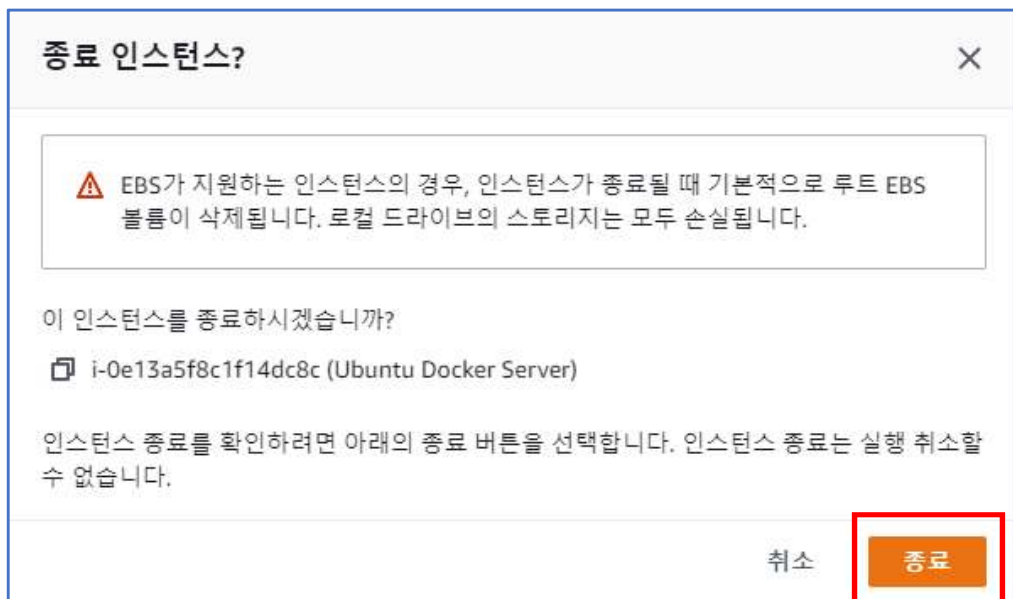 종료 인스턴스?
EBS가 지원하는 인스턴스의 경우, 인스턴스가 종료될 때 기본적으로 루트 EBS
볼륨이 삭제됩니다. 로컬 드라이브의 스토리지는 모두 손실됩니다.
이 인스턴스를 종료하시겠습니까?
i-0e13a5f8c1f14dc8c (Ubuntu Docker Server)
인스턴스 종료를 확인하려면 아래의 종료 버튼을 선택합니다. 인스턴스 종료는 실행 취소할
수 없습니다.
취소 종료